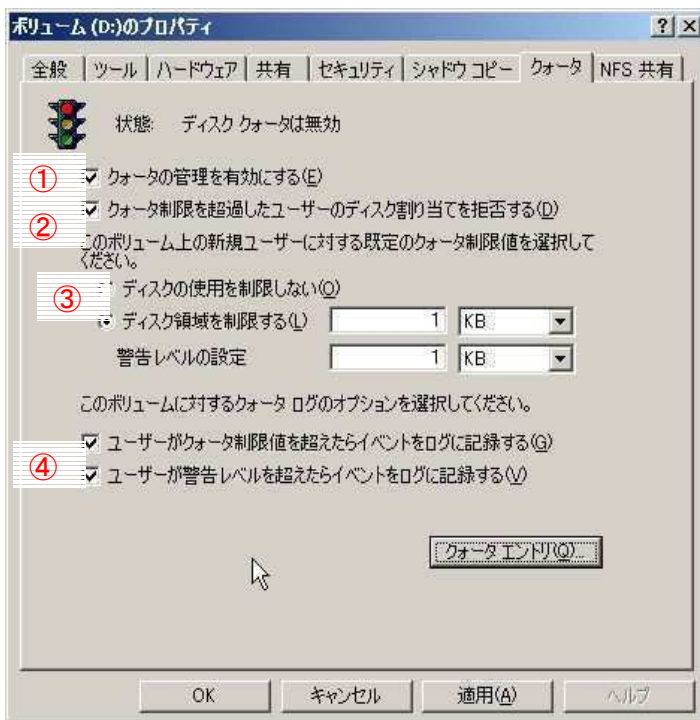 ボリューム (D:)のプロパティ
全般 ツール ハードウェア 共有 セキュリティ シャドウ コピー クォータ NFS 共有
状態: ディスク クォータは無効
① クォータの管理を有効にする(E)
② クォータ制限を超過したユーザーのディスク割り当てを拒否する(D)
このボリューム上の新規ユーザーに対する既定のクォータ制限値を選択して
ください。
③ ディスクの使用を制限しない(O)
ディスク領域を制限する(L) 1 KB
警告レベルの設定 1 KB
このボリュームに対するクォータ ログのオプションを選択してください。
ユーザーがクォータ制限値を超えたらイベントをログに記録する(G)
④ ユーザーが警告レベルを超えたらイベントをログに記録する(V)
クォータ エントリ(Q)...
OK キャンセル 適用(A) ヘルプ